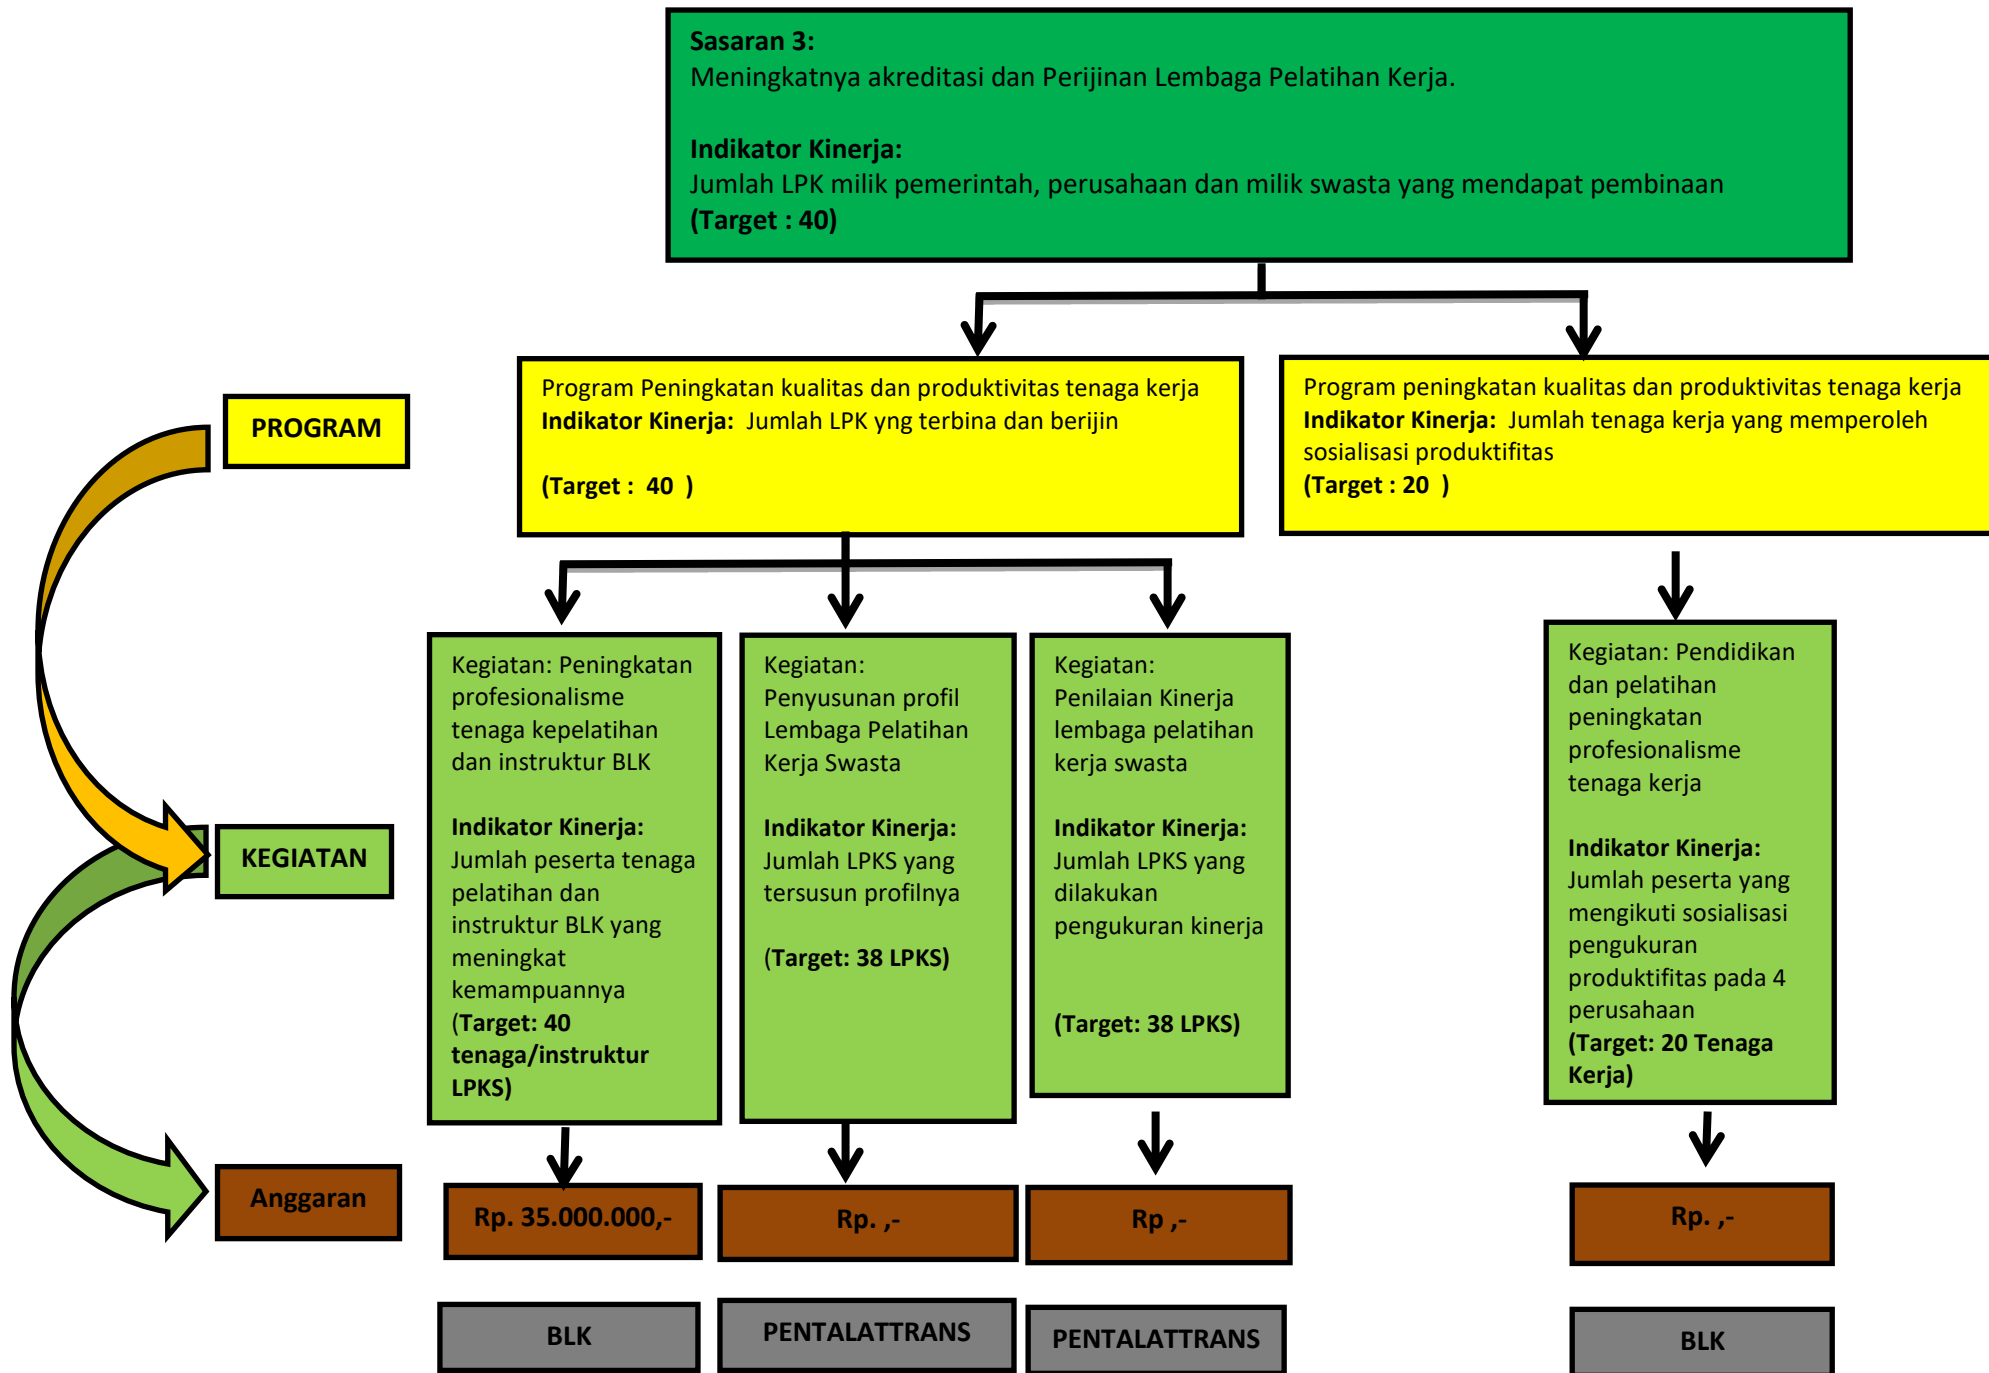 Sasaran 3:
Meningkatnya akreditasi dan Perijinan Lembaga Pelatihan Kerja.
Indikator Kinerja:
Jumlah LPK milik pemerintah, perusahaan dan milik swasta yang mendapat pembinaan
(Target : 40)
PROGRAM
Program Peningkatan kualitas dan produktivitas tenaga kerja
Indikator Kinerja: Jumlah LPK yng terbina dan berijin
(Target : 40 )
Program peningkatan kualitas dan produktivitas tenaga kerja
Indikator Kinerja: Jumlah tenaga kerja yang memperoleh
sosialisasi produktifitas
(Target : 20 )
KEGIATAN
Kegiatan: Peningkatan
profesionalisme
tenaga kepelatihan
dan instruktur BLK
Indikator Kinerja:
Jumlah peserta tenaga
pelatihan dan
instruktur BLK yang
meningkat
kemampuannya
(Target: 40
tenaga/instruktur
LPKS)
Kegiatan:
Penyusunan profil
Lembaga Pelatihan
Kerja Swasta
Indikator Kinerja:
Jumlah LPKS yang
tersusun profilnya
(Target: 38 LPKS)
Kegiatan:
Penilaian Kinerja
lembaga pelatihan
kerja swasta
Indikator Kinerja:
Jumlah LPKS yang
dilakukan
pengukuran kinerja
(Target: 38 LPKS)
Kegiatan: Pendidikan
dan pelatihan
peningkatan
profesionalisme
tenaga kerja
Indikator Kinerja:
Jumlah peserta yang
mengikuti sosialisasi
pengukuran
produktifitas pada 4
perusahaan
(Target: 20 Tenaga
Kerja)
Anggaran
Rp. 35.000.000,-
Rp. ,-
Rp ,-
Rp. ,-
BLK
PENTALATTRANS
PENTALATTRANS
BLK